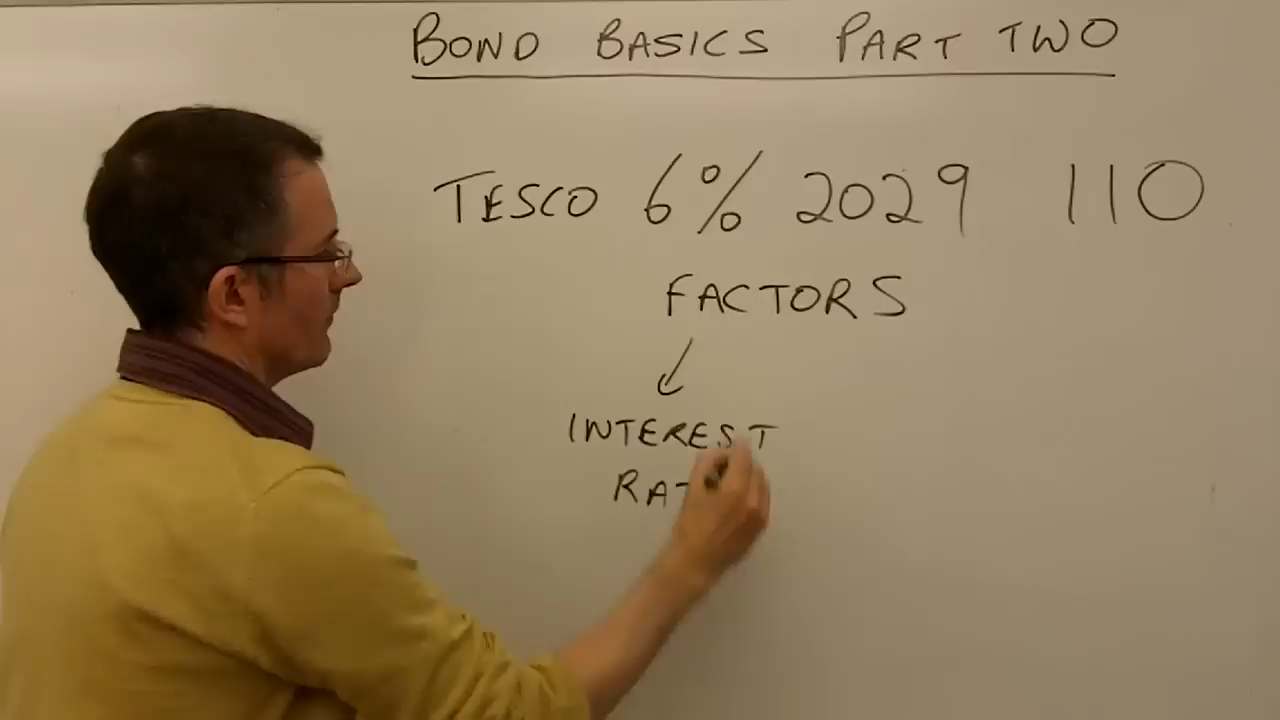 BOND BASICS PART TWO
TESCO 6% 2029 110
FACTORS
INTEREST